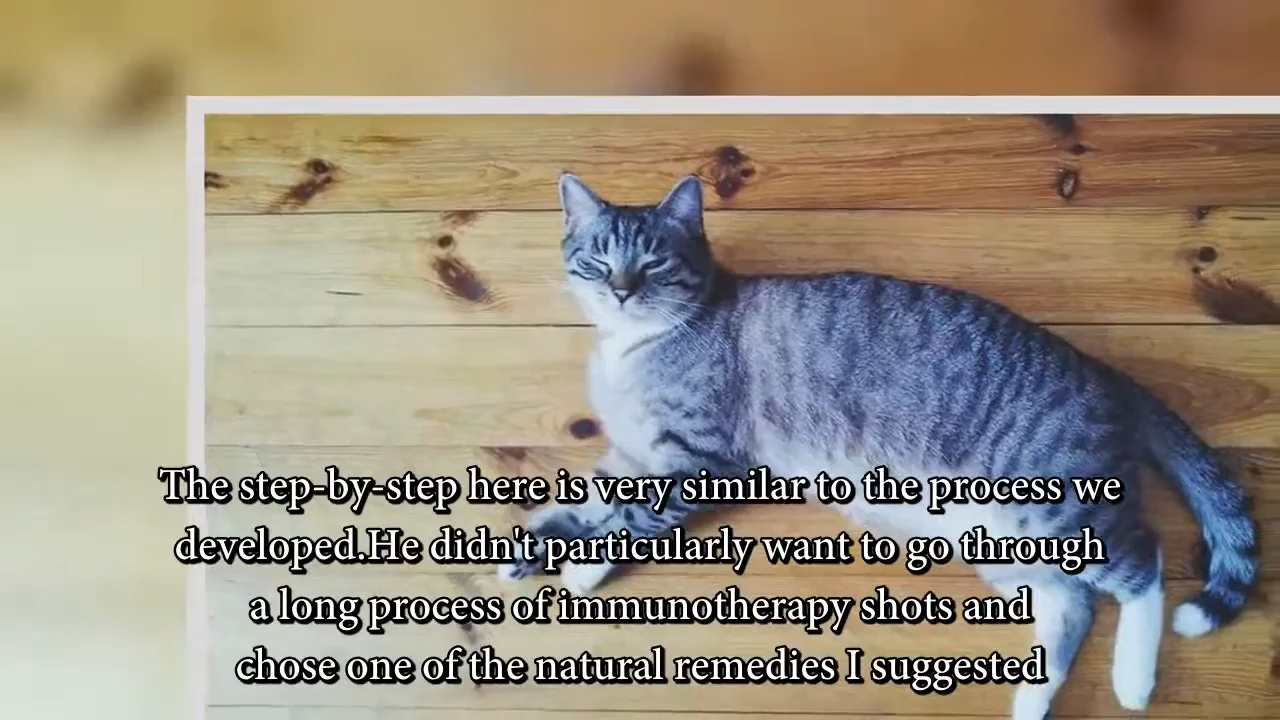 The step-by-step here is very similar to the process we
developed.He didn't particularly want to go through
a long process of immunotherapy shots and
chose one of the natural remedies I suggested